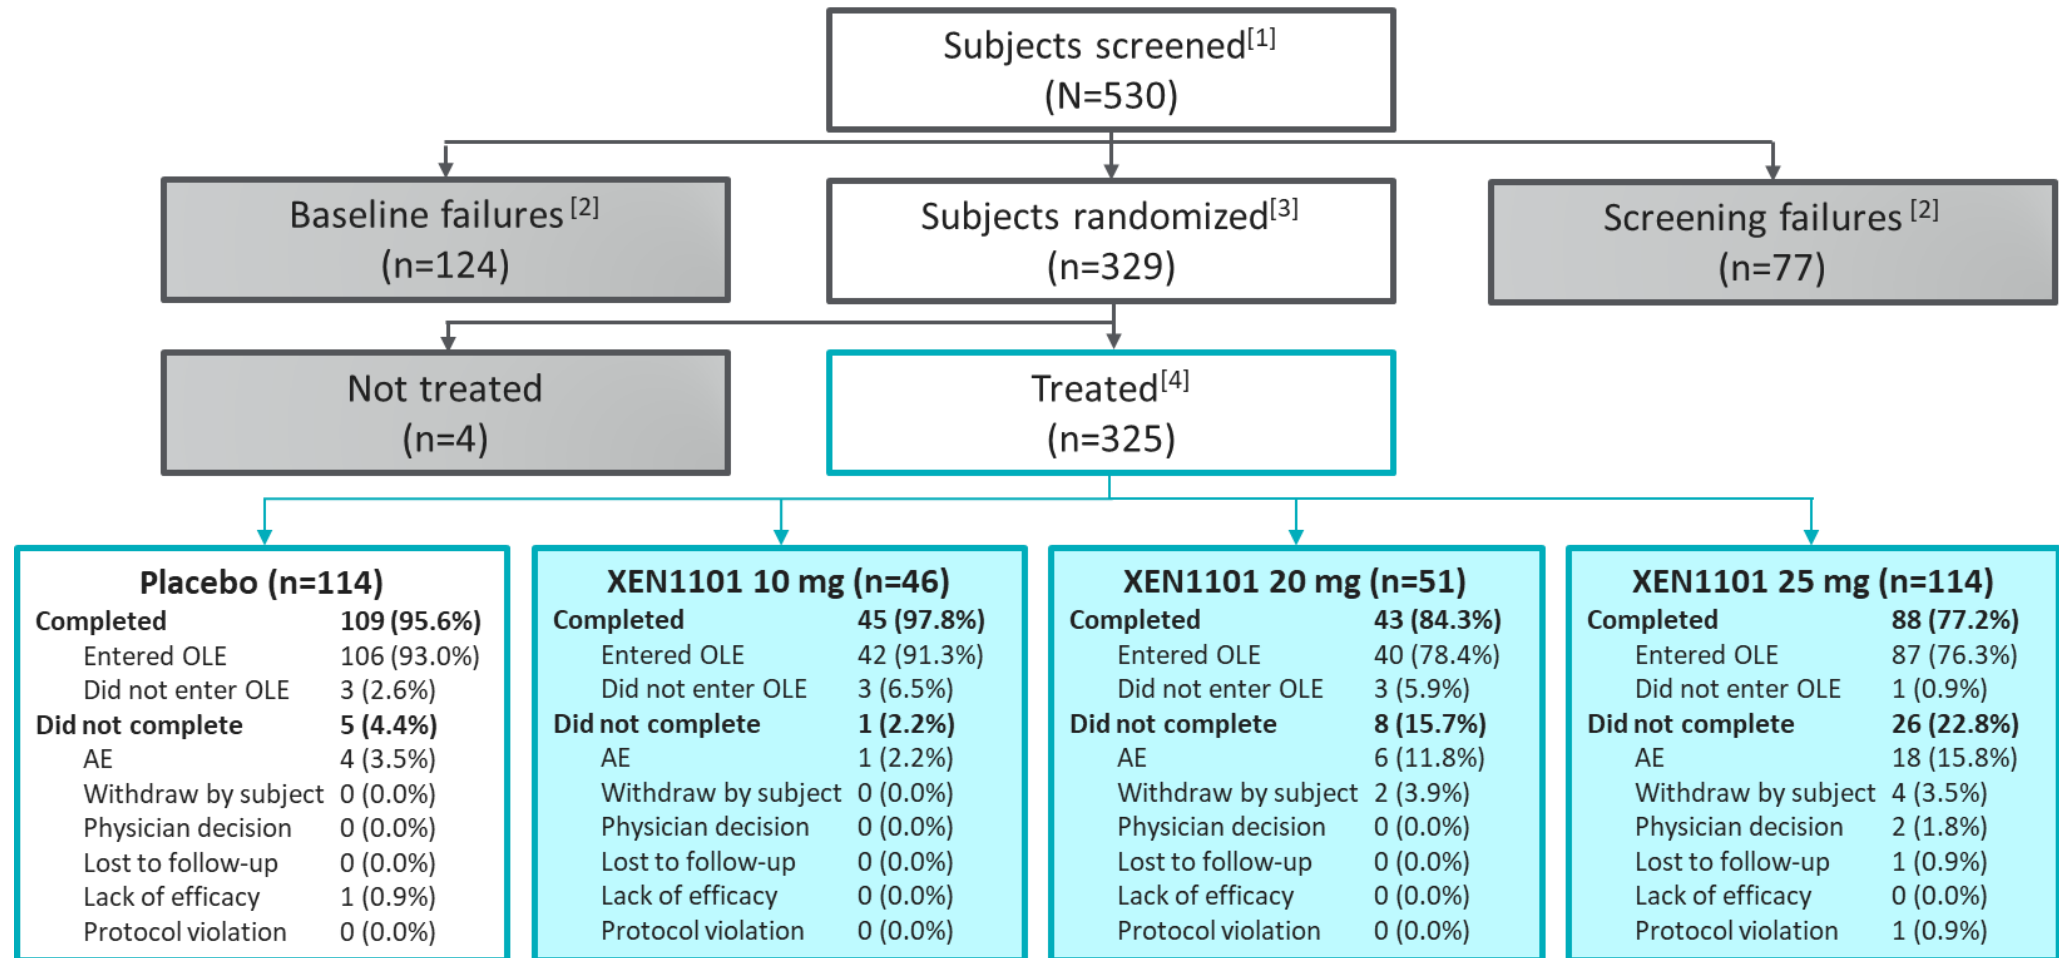 Subjects screened[1]
(N=530)
Baseline failures [2]
(n=124)
Subjects randomized[3]
(n=329)
Screening failures [2]
(n=77)
Not treated
(n=4)
Treated[4]
(n=325)
Placebo (n=114)
Completed 109 (95.6%)
Entered OLE 106 (93.0%)
Did not enter OLE 3 (2.6%)
Did not complete 5 (4.4%)
AE 4 (3.5%)
Withdraw by subject 0 (0.0%)
Physician decision 0 (0.0%)
Lost to follow-up 0 (0.0%)
Lack of efficacy 1 (0.9%)
Protocol violation 0 (0.0%)
XEN1101 10 mg (n=46)
Completed 45 (97.8%)
Entered OLE 42 (91.3%)
Did not enter OLE 3 (6.5%)
Did not complete 1 (2.2%)
AE 1 (2.2%)
Withdraw by subject 0 (0.0%)
Physician decision 0 (0.0%)
Lost to follow-up 0 (0.0%)
Lack of efficacy 0 (0.0%)
Protocol violation 0 (0.0%)
XEN1101 20 mg (n=51)
Completed 43 (84.3%)
Entered OLE 40 (78.4%)
Did not enter OLE 3 (5.9%)
Did not complete 8 (15.7%)
AE 6 (11.8%)
Withdraw by subject 2 (3.9%)
Physician decision 0 (0.0%)
Lost to follow-up 0 (0.0%)
Lack of efficacy 0 (0.0%)
Protocol violation 0 (0.0%)
XEN1101 25 mg (n=114)
Completed 88 (77.2%)
Entered OLE 87 (76.3%)
Did not enter OLE 1 (0.9%)
Did not complete 26 (22.8%)
AE 18 (15.8%)
Withdraw by subject 4 (3.5%)
Physician decision 2 (1.8%)
Lost to follow-up 1 (0.9%)
Lack of efficacy 0 (0.0%)
Protocol violation 1 (0.9%)